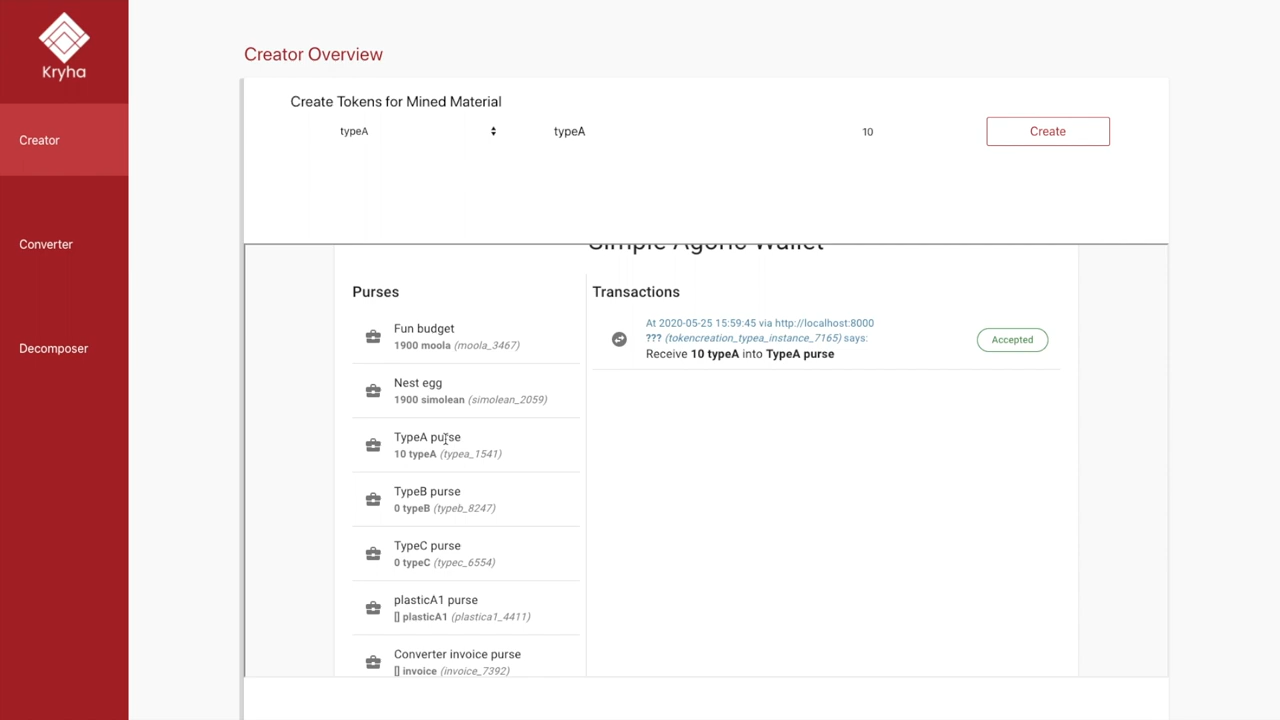 Kryha
Creator
Converter
Decomposer
Creator Overview
Create Tokens for Mined Material
typeA typeA 10 Create
Simple Agoric Wallet
Purses
Fun budget
1900 moola (moola_3467)
Nest egg
1900 simolean (simolean_2059)
TypeA purse
10 typeA (typea_1541)
TypeB purse
0 typeB (typeb_8247)
TypeC purse
0 typeC (typec_6554)
plasticA1 purse
[] plasticA1 (plastica1_4411)
Converter invoice purse
[] invoice (invoice_7392)
Transactions
At 2020-05-25 15:59:45 via http://localhost:8000
??? (tokencreation_typea_instance_7165) says:
Receive 10 typeA into TypeA purse
Accepted